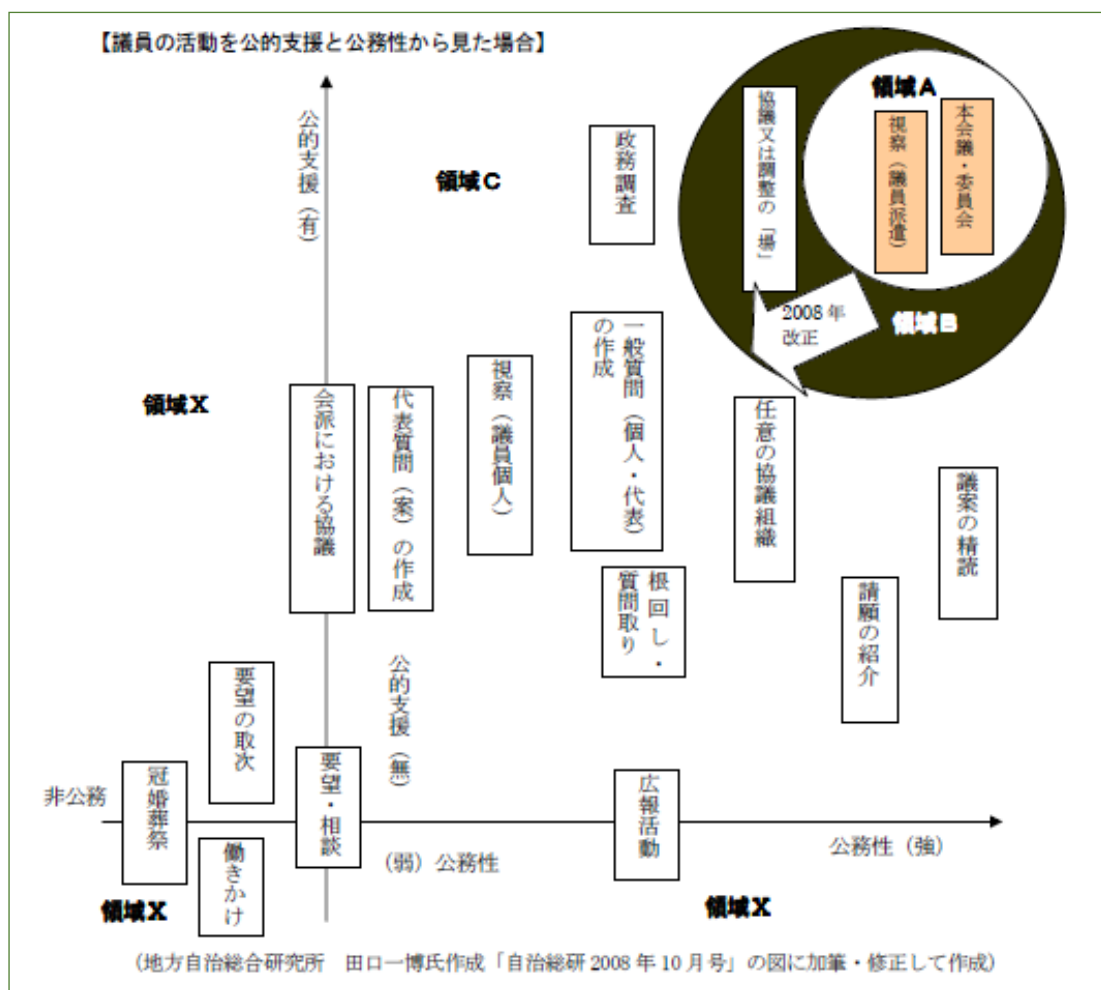 【議員の活動を公的支援と公務性から見た場合】
公的支援（有）
領域C
政務調査
協議又は調整の「場」
領域A
視察（議員派遣）
本会議・委員会
領域B
2008年
改正
領域X
会派における協議
代表質問（案）の作成
視察（議員個人）
一般質問（個人・代表）
の作成
任意の協議組織
議案の精読
根回し・
質問取り
請願の紹介
要望の取次
公的支援（無）
非公務
冠婚葬祭
働きかけ
要望・相談
（弱）公務性
広報活動
公務性（強）
領域X
領域X
（地方自治総合研究所　田口一博氏作成「自治総研2008年10月号」の図に加筆・修正して作成）